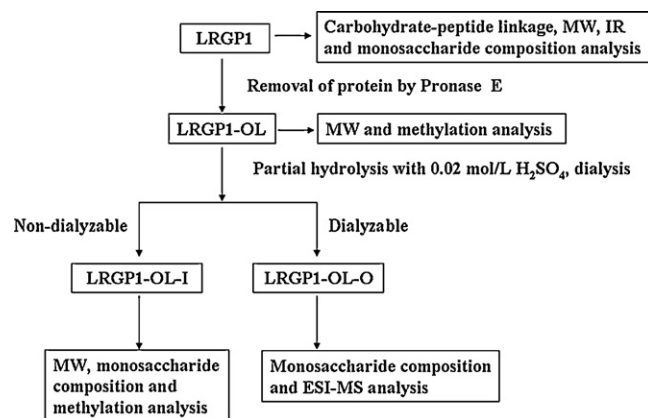 LRGP1
Carbohydrate-peptide linkage, MW, IR
and monosaccharide composition analysis
Removal of protein by Pronase E
LRGP1-OL
MW and methylation analysis
Partial hydrolysis with 0.02 mol/L H₂SO₄, dialysis
Non-dialyzable
Dialyzable
LRGP1-OL-I
LRGP1-OL-O
MW, monosaccharide
composition and
methylation analysis
Monosaccharide composition
and ESI-MS analysis